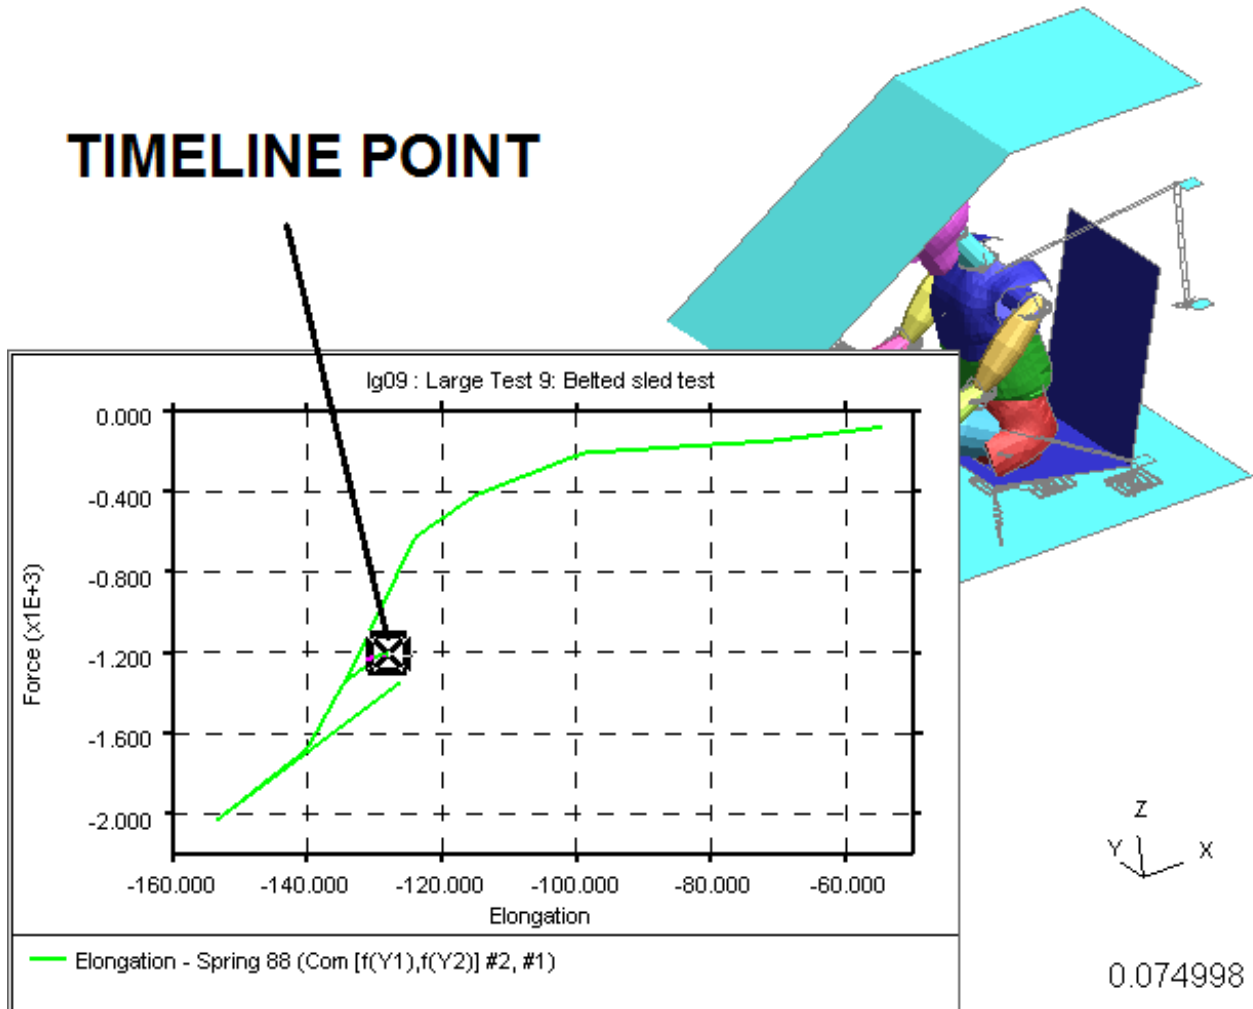 TIMELINE POINT
lg09 : Large Test 9: Belted sled test
0.000
-0.400
-0.800
-1.200
-1.600
-2.000
Force (x1E+3)
-160.000 -140.000 -120.000 -100.000 -80.000 -60.000
Elongation
Elongation - Spring 88 (Com [f(Y1),f(Y2)] #2, #1)
Z
Y X
0.074998